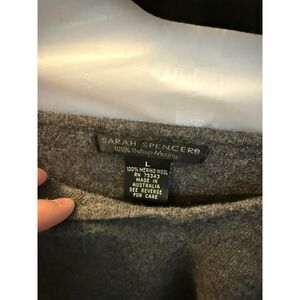 SARAH SPENCER®
100% Italian Merino
L
100% MERINO WOOL
RN 75343
MADE IN
AUSTRALIA
SEE REVERSE
FOR CARE